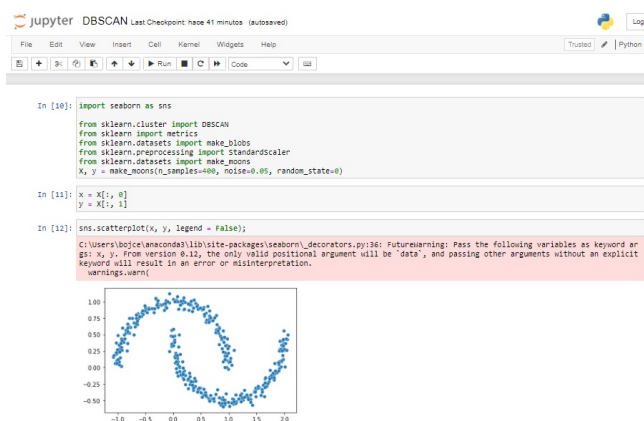 jupyter DBSCAN Last Checkpoint: hace 41 minutos (autosaved)
Log
File Edit View Insert Cell Kernel Widgets Help
Trusted Python
Run Code
In [10]: import seaborn as sns
from sklearn.cluster import DBSCAN
from sklearn import metrics
from sklearn.datasets import make_blobs
from sklearn.preprocessing import StandardScaler
from sklearn.datasets import make_moons
X, y = make_moons(n_samples=400, noise=0.05, random_state=0)
In [11]: x = X[:, 0]
y = X[:, 1]
In [12]: sns.scatterplot(x, y, legend = False);
C:\Users\bojce\anaconda3\lib\site-packages\seaborn\_decorators.py:36: FutureWarning: Pass the following variables as keyword ar
gs: x, y. From version 0.12, the only valid positional argument will be `data`, and passing other arguments without an explicit
keyword will result in an error or misinterpretation.
warnings.warn(
1.00
0.75
0.50
0.25
0.00
−0.25
−0.50
−1.0 −0.5 0.0 0.5 1.0 1.5 2.0